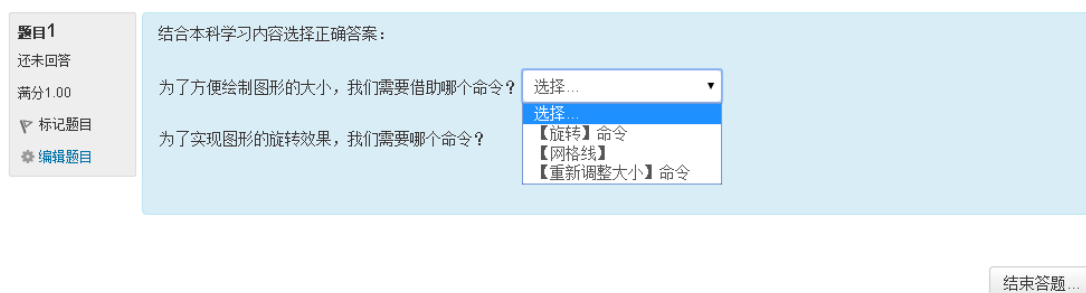 题目1
还未回答
满分1.00
标记题目
编辑题目
结合本科学习内容选择正确答案：
为了方便绘制图形的大小，我们需要借助哪个命令？ 选择...
选择...
【旋转】命令
【网格线】
【重新调整大小】命令
为了实现图形的旋转效果，我们需要哪个命令？
结束答题...